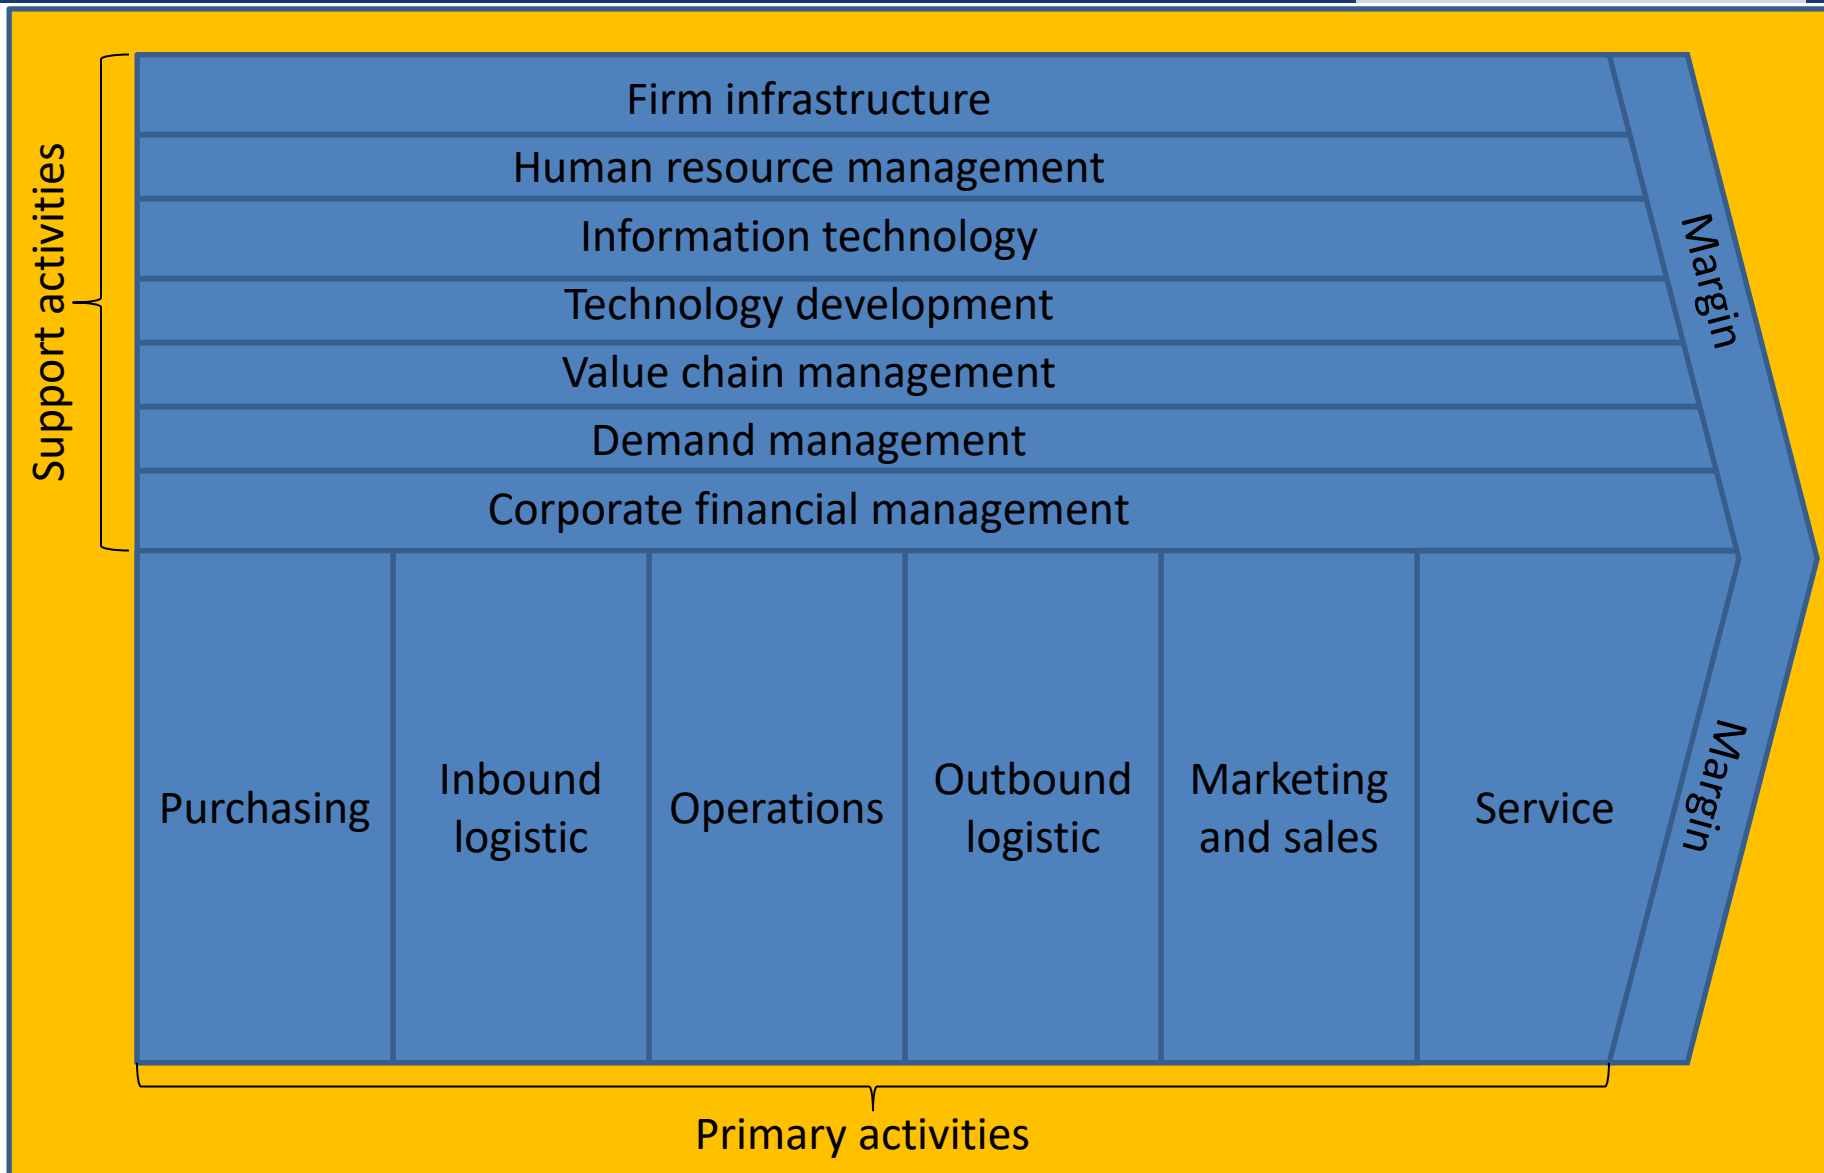 Support activities
Firm infrastructure
Human resource management
Information technology
Technology development
Value chain management
Demand management
Corporate financial management
Margin
Purchasing
Inbound
logistic
Operations
Outbound
logistic
Marketing
and sales
Service
Margin
Primary activities